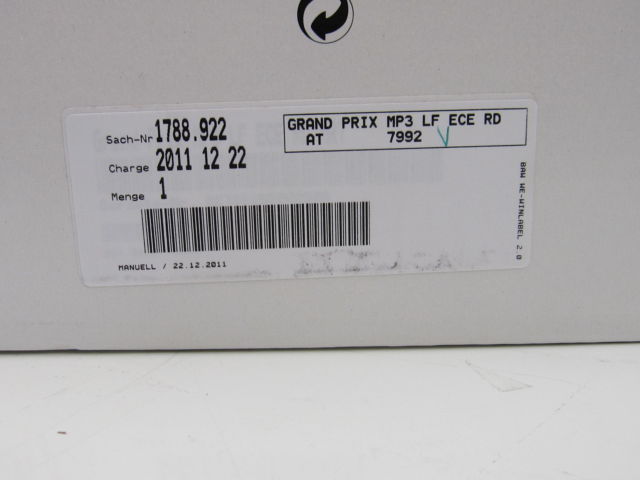 Sach-Nr 1788.922
GRAND PRIX MP3 LF ECE RD
AT 7992
Charge 2011 12 22
Menge 1
MANUELL / 22.12.2011
BAW WE-WINLABEL 2.0